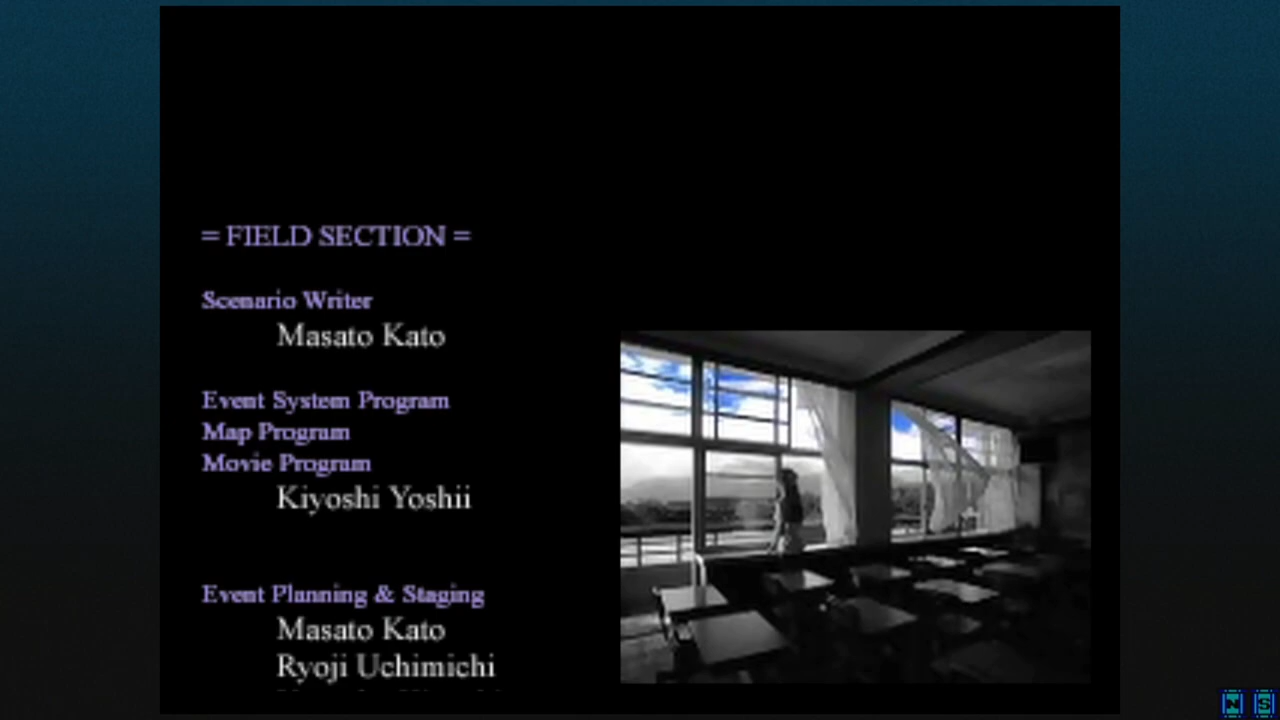 = FIELD SECTION =
Scenario Writer
Masato Kato
Event System Program
Map Program
Movie Program
Kiyoshi Yoshii
Event Planning & Staging
Masato Kato
Ryoji Uchimichi
N S